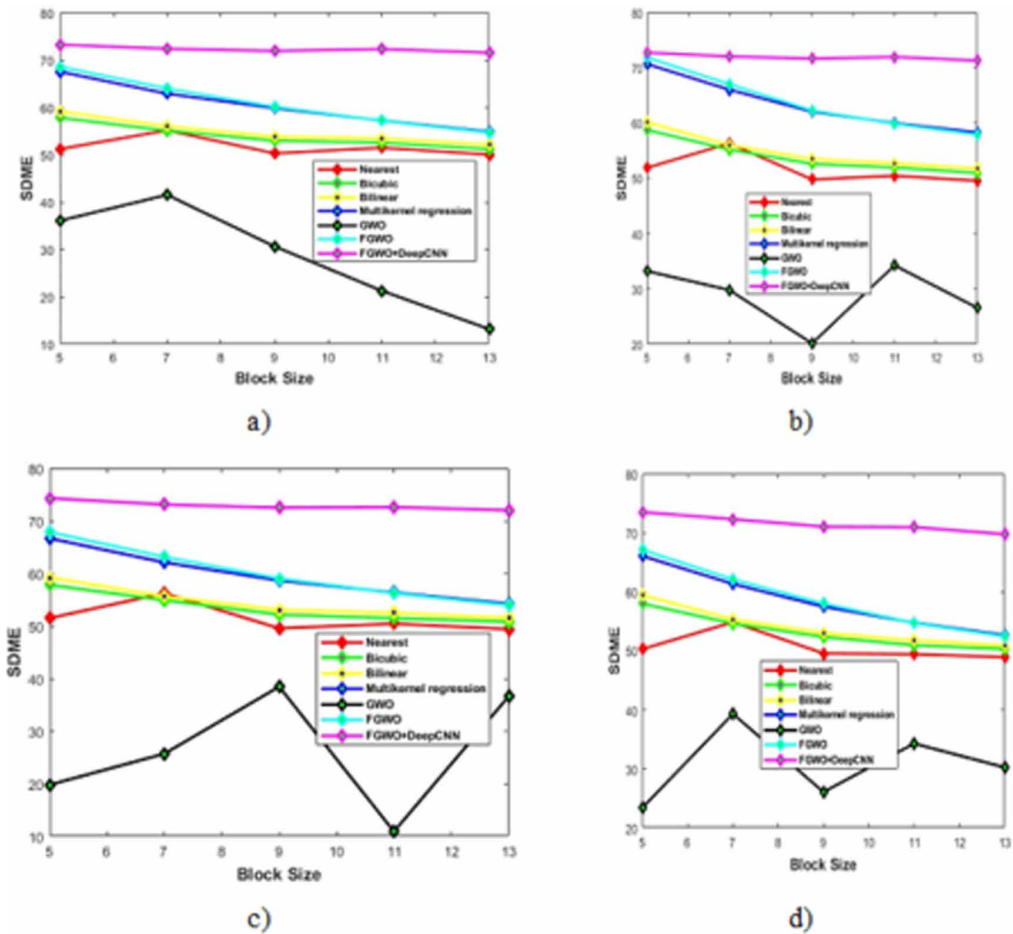 80
70
60
50
40
30
20
10
SDME
5 6 7 8 9 10 11 12 13
Block Size
Nearest
Bicubic
Bilinear
Multikernel regression
GWO
FGWO
FGWO+DeepCNN
a)
80
70
60
50
40
30
20
SDME
5 6 7 8 9 10 11 12 13
Block Size
Nearest
Bicubic
Bilinear
Multikernel regression
GWO
FGWO
FGWO+DeepCNN
b)
80
70
60
50
40
30
20
10
SDME
5 6 7 8 9 10 11 12 13
Block Size
Nearest
Bicubic
Bilinear
Multikernel regression
GWO
FGWO
FGWO+DeepCNN
c)
80
70
60
50
40
30
20
SDME
5 6 7 8 9 10 11 12 13
Block Size
Nearest
Bicubic
Bilinear
Multikernel regression
GWO
FGWO
FGWO+DeepCNN
d)